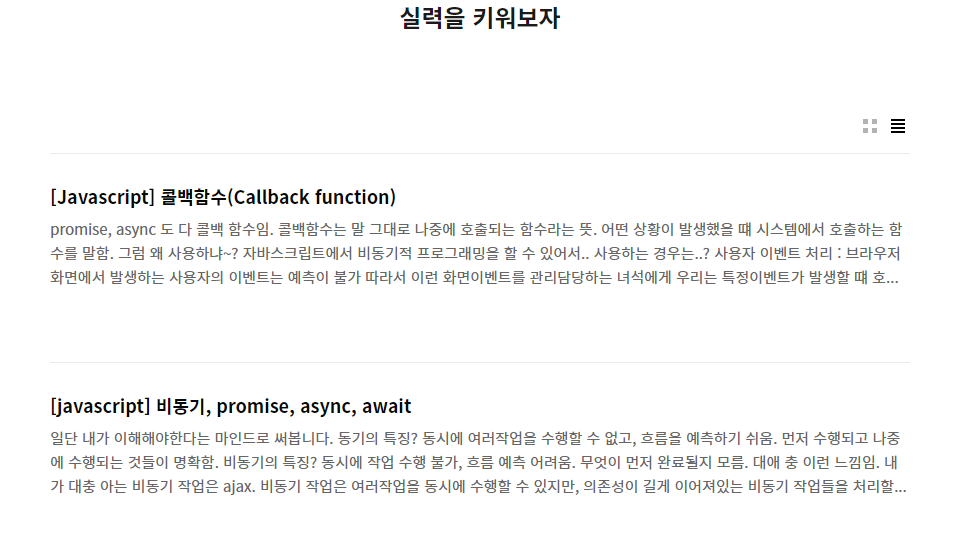 실력을 키워보자
[Javascript] 콜백함수(Callback function)
promise, async 도 다 콜백 함수임. 콜백함수는 말 그대로 나중에 호출되는 함수라는 뜻. 어떤 상황이 발생했을 떄 시스템에서 호출하는 함
수를 말함. 그럼 왜 사용하냐~? 자바스크립트에서 비동기적 프로그래밍을 할 수 있어서.. 사용하는 경우는..? 사용자 이벤트 처리 : 브라우저
화면에서 발생하는 사용자의 이벤트는 예측이 불가 따라서 이런 화면이벤트를 관리담당하는 녀석에게 우리는 특정이벤트가 발생할 떄 호...
[javascript] 비동기, promise, async, await
일단 내가 이해해야한다는 마인드로 써봅니다. 동기의 특징? 동시에 여러작업을 수행할 수 없고, 흐름을 예측하기 쉬움. 먼저 수행되고 나중
에 수행되는 것들이 명확함. 비동기의 특징? 동시에 작업 수행 불가, 흐름 예측 어려움. 무엇이 먼저 완료될지 모름. 대애 충 이런 느낌임. 내
가 대충 아는 비동기 작업은 ajax. 비동기 작업은 여러작업을 동시에 수행할 수 있지만, 의존성이 길게 이어져있는 비동기 작업들을 처리할...